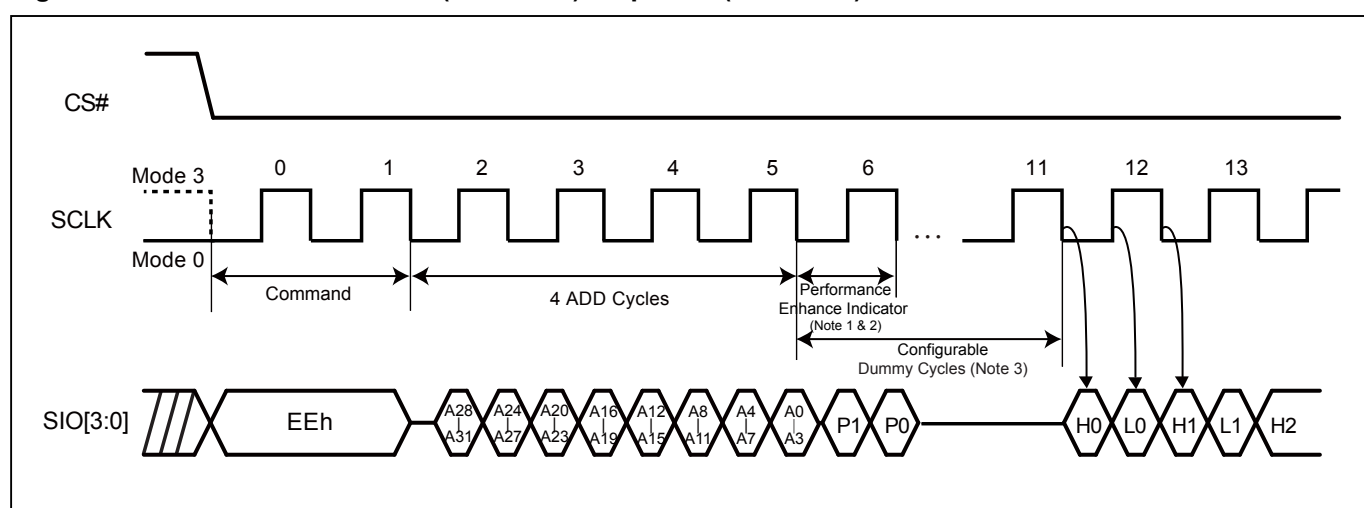 CS#
0 1 2 3 4 5 6 11 12 13
Mode 3
SCLK
...
Mode 0
Command
4 ADD Cycles
Performance
Enhance Indicator
(Note 1 & 2)
Configurable
Dummy Cycles (Note 3)
SIO[3:0]
EEh
A28 | A31
A24 | A27
A20 | A23
A16 | A19
A12 | A15
A8 | A11
A4 | A7
A0 | A3
P1 P0
H0 L0 H1 L1 H2